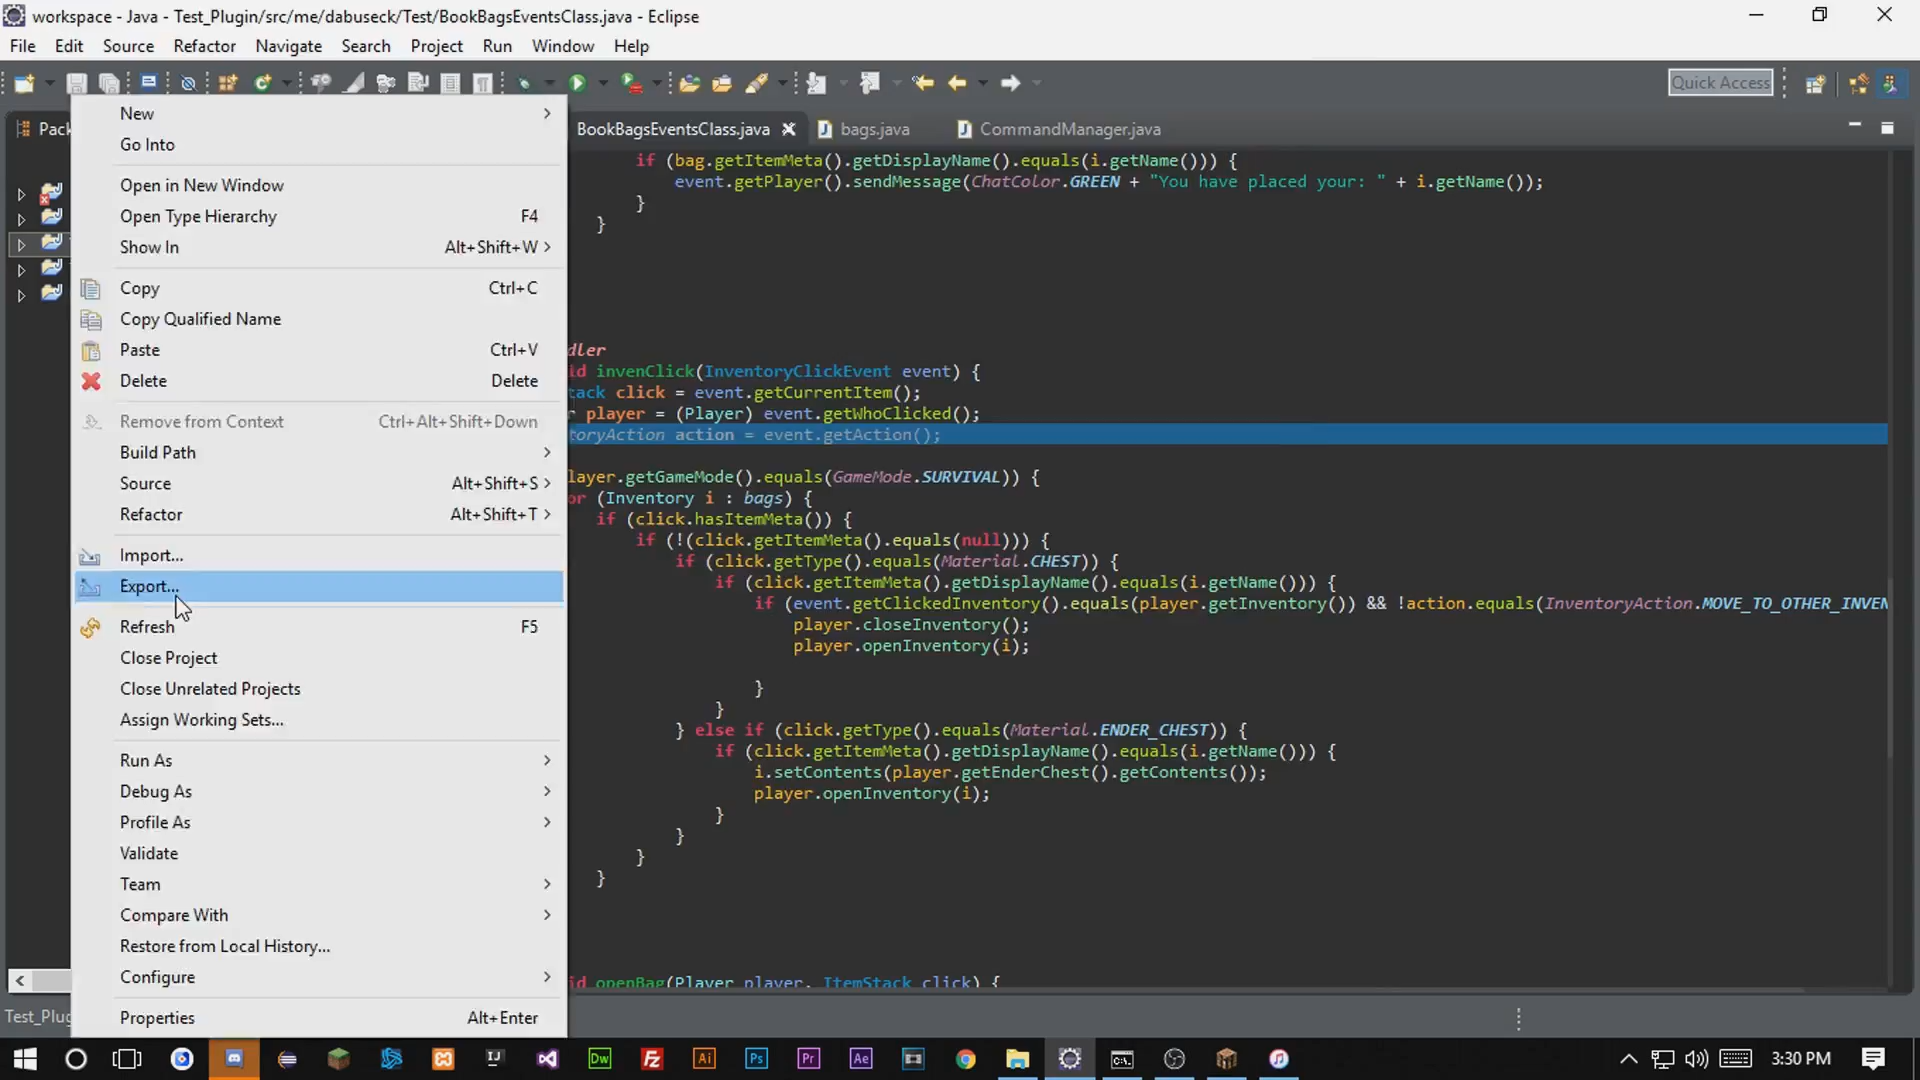 workspace - Java - Test_Plugin/src/me/dabuseck/Test/BookBagsEventsClass.java - Eclipse
File Edit Source Refactor Navigate Search Project Run Window Help
Quick Access
Pack
BookBagsEventsClass.java bags.java CommandManager.java
New
Go Into
Open in New Window
Open Type Hierarchy F4
Show In Alt+Shift+W
Copy Ctrl+C
Copy Qualified Name
Paste Ctrl+V
Delete Delete
Remove from Context Ctrl+Alt+Shift+Down
Build Path
Source Alt+Shift+S
Refactor Alt+Shift+T
Import...
Export...
Refresh F5
Close Project
Close Unrelated Projects
Assign Working Sets...
Run As
Debug As
Profile As
Validate
Team
Compare With
Restore from Local History...
Configure
Properties Alt+Enter
if (bag.getItemMeta().getDisplayName().equals(i.getName())) {
event.getPlayer().sendMessage(ChatColor.GREEN + "You have placed your: " + i.getName());
}
}
dler
id invenClick(InventoryClickEvent event) {
tack click = event.getCurrentItem();
r player = (Player) event.getWhoClicked();
toryAction action = event.getAction();
layer.getGameMode().equals(GameMode.SURVIVAL)) {
or (Inventory i : bags) {
if (click.hasItemMeta()) {
if (!(click.getItemMeta().equals(null))) {
if (click.getType().equals(Material.CHEST)) {
if (click.getItemMeta().getDisplayName().equals(i.getName())) {
if (event.getClickedInventory().equals(player.getInventory()) && !action.equals(InventoryAction.MOVE_TO_OTHER_INVEN
player.closeInventory();
player.openInventory(i);
}
}
} else if (click.getType().equals(Material.ENDER_CHEST)) {
if (click.getItemMeta().getDisplayName().equals(i.getName())) {
i.setContents(player.getEnderChest().getContents());
player.openInventory(i);
}
}
}
}
id openBag(Player player, ItemStack click) {
Test_Plug
Dw Fz Ai Ps Pr Ae
3:30 PM